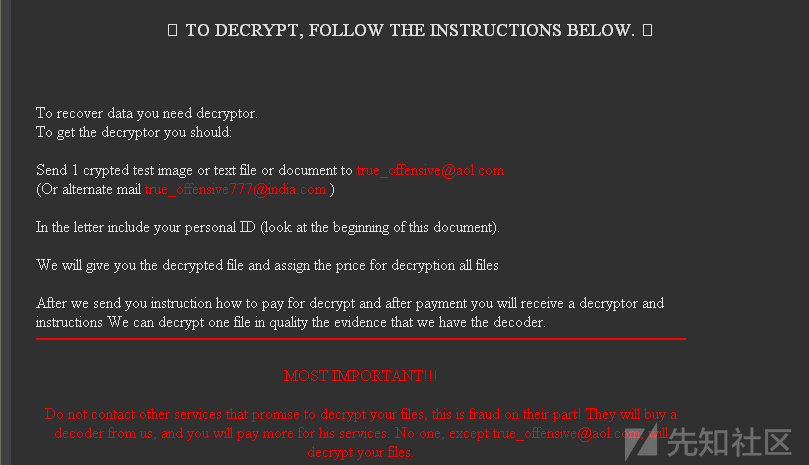 ▯ TO DECRYPT, FOLLOW THE INSTRUCTIONS BELOW. ▯
To recover data you need decryptor.
To get the decryptor you should:
Send 1 crypted test image or text file or document to true_offensive@aol.com
(Or alternate mail true_offensive777@india.com )
In the letter include your personal ID (look at the beginning of this document).
We will give you the decrypted file and assign the price for decryption all files
After we send you instruction how to pay for decrypt and after payment you will receive a decryptor and
instructions We can decrypt one file in quality the evidence that we have the decoder.
MOST IMPORTANT!!!
Do not contact other services that promise to decrypt your files, this is fraud on their part! They will buy a
decoder from us, and you will pay more for his services. No one, except true_offensive@aol.com, will
decrypt your files.
先知社区